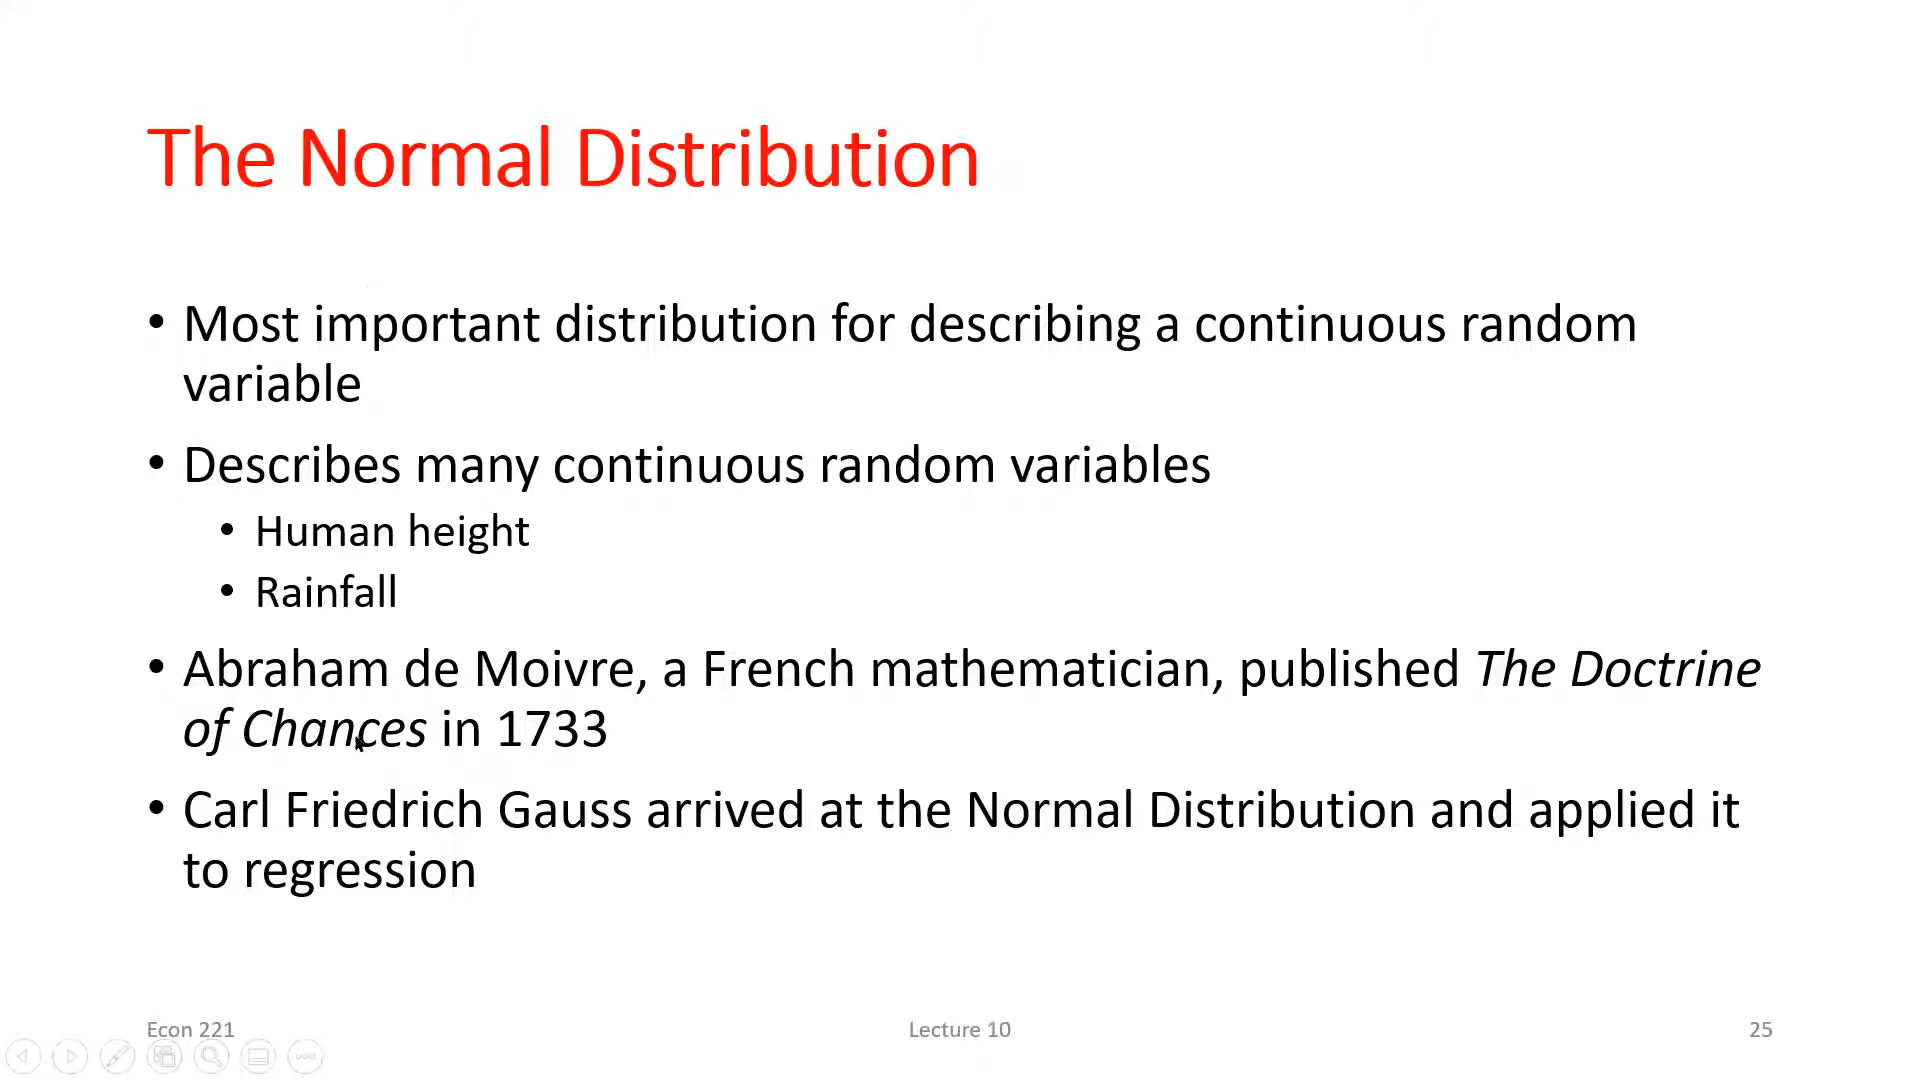 The Normal Distribution
• Most important distribution for describing a continuous random
variable
• Describes many continuous random variables
• Human height
• Rainfall
• Abraham de Moivre, a French mathematician, published The Doctrine
of Chances in 1733
• Carl Friedrich Gauss arrived at the Normal Distribution and applied it
to regression
Econ 221
Lecture 10
25